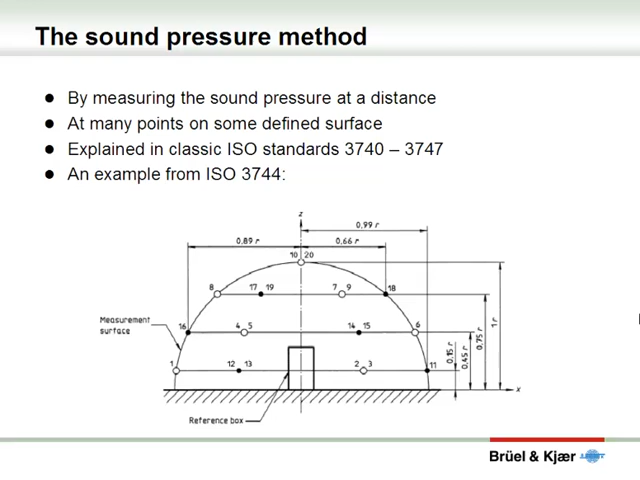 The sound pressure method
● By measuring the sound pressure at a distance
● At many points on some defined surface
● Explained in classic ISO standards 3740 – 3747
● An example from ISO 3744:
z
0,99 r
0,89 r
0,66 r
10 20
8
17 19
7 9
18
Measurement
surface
16
4 5
14 15
6
1
12 13
2 3
11
0,15 r
0,45 r
0,75 r
1 r
x
Reference box
Brüel & Kjær